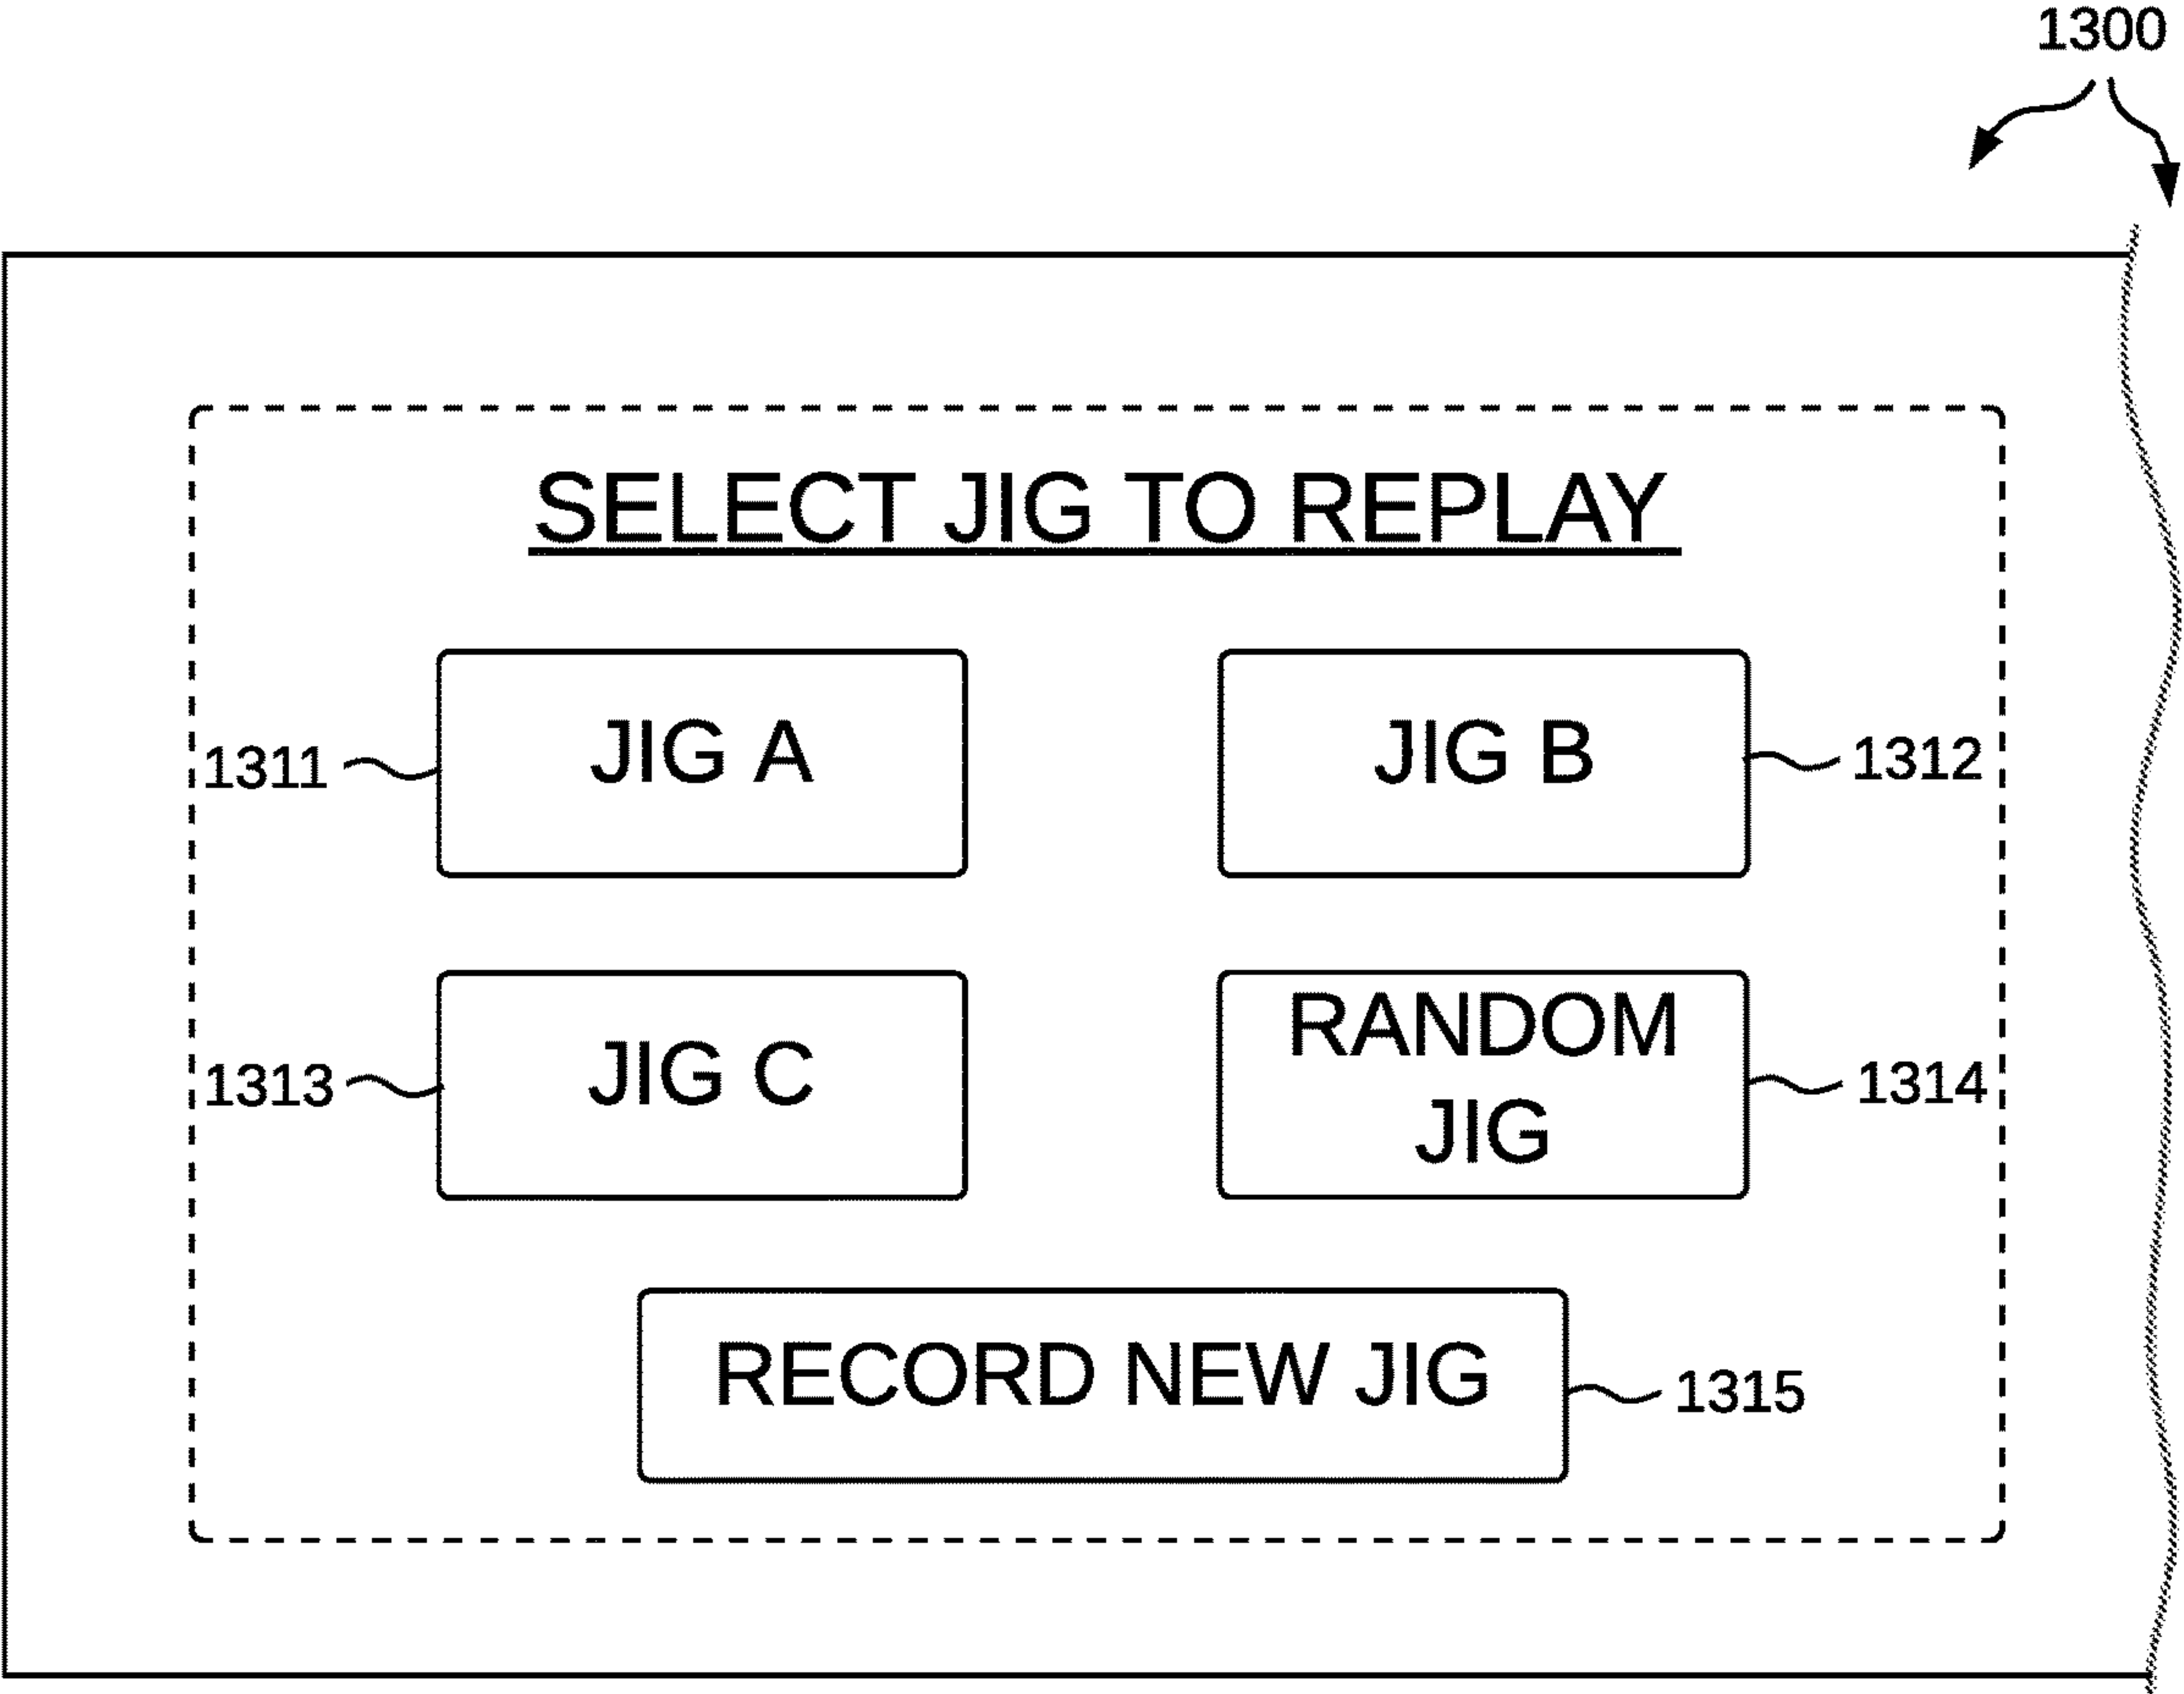 1300
SELECT JIG TO REPLAY
1311
JIG A
JIG B
1312
1313
JIG C
RANDOM
JIG
1314
RECORD NEW JIG
1315